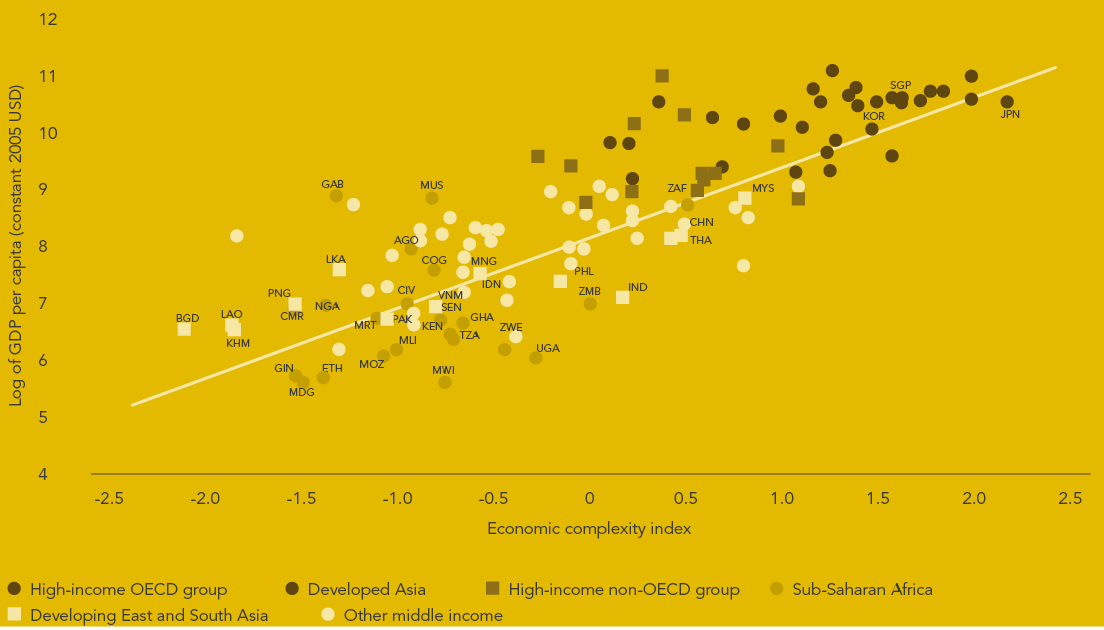 12
11
10
9
8
7
6
5
4
Log of GDP per capita (constant 2005 USD)
SGP
KOR
JPN
GAB
MUS
ZAF
MYS
AGO
CHN
THA
LKA
COG
MNG
PHL
IDN
IND
PNG
CIV
VNM
ZMB
NGA
SEN
BGD
LAO
CMR
MRT
PAK
KEN
GHA
ZWE
TZA
KHM
MLI
UGA
GIN
ETH
MOZ
MWI
MDG
-2.5 -2.0 -1.5 -1.0 -0.5 0 0.5 1.0 1.5 2.0 2.5
Economic complexity index
High-income OECD group Developed Asia High-income non-OECD group Sub-Saharan Africa
Developing East and South Asia Other middle income